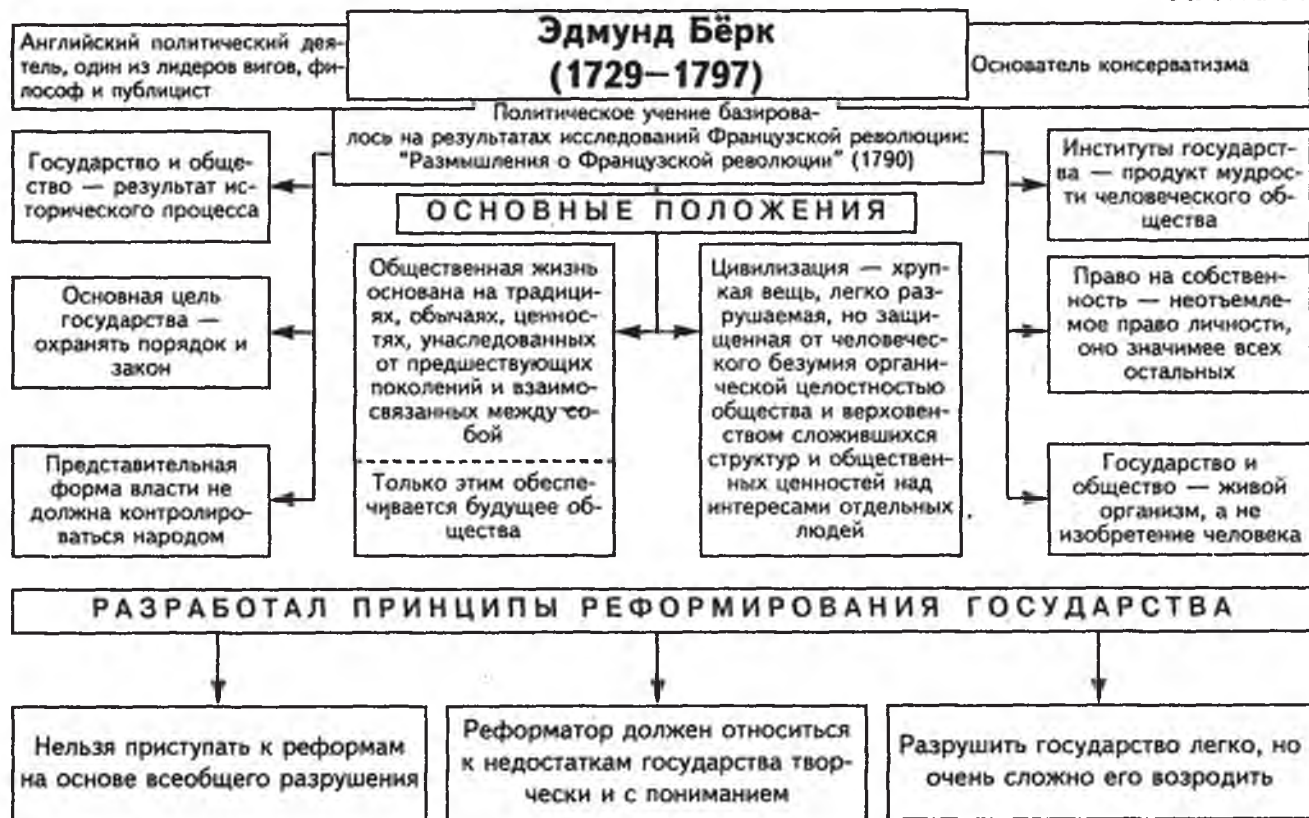 Эдмунд Бёрк
(1729—1797)
Английский политический дея-
тель, один из лидеров вигов, фи-
лософ и публицист
Основатель консерватизма
Политическое учение базирова-
лось на результатах исследований Французской революции:
"Размышления о Французской революции" (1790)
Государство и обще-
ство — результат ис-
торического процесса
Основная цель
государства —
охранять порядок и
закон
Представительная
форма власти не
должна контролиро-
ваться народом
ОСНОВНЫЕ ПОЛОЖЕНИЯ
Общественная жизнь
основана на традици-
ях, обычаях, ценнос-
тях, унаследованных
от предшествующих
поколений и взаимо-
связанных между со-
бой
Только этим обеспе-
чивается будущее об-
щества
Цивилизация — хруп-
кая вещь, легко раз-
рушаемая, но защи-
щенная от человечес-
кого безумия органи-
ческой целостностью
общества и верховен-
ством сложившихся
структур и обществен-
ных ценностей над
интересами отдельных
людей
Институты государст-
ва — продукт мудрос-
ти человеческого об-
щества
Право на собствен-
ность — неотъемле-
мое право личности,
оно значимее всех
остальных
Государство и
общество — живой
организм, а не
изобретение человека
РАЗРАБОТАЛ ПРИНЦИПЫ РЕФОРМИРОВАНИЯ ГОСУДАРСТВА
Нельзя приступать к реформам
на основе всеобщего разрушения
Реформатор должен относиться
к недостаткам государства твор-
чески и с пониманием
Разрушить государство легко, но
очень сложно его возродить